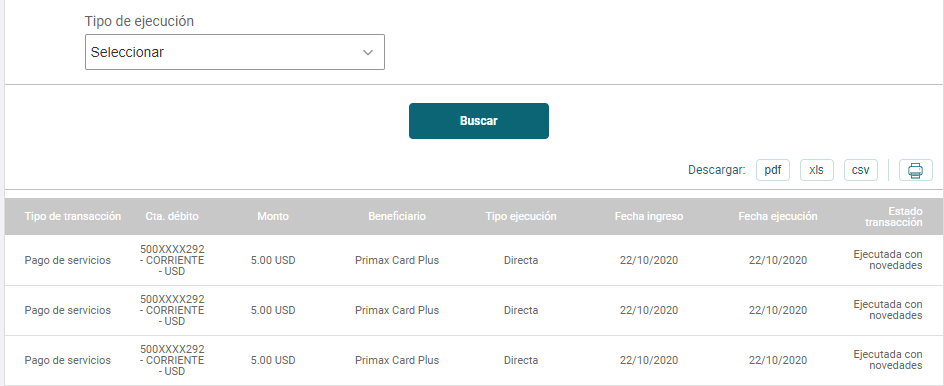 Tipo de ejecución
Seleccionar
Buscar
Descargar: pdf xls csv
Tipo de transacción Cta. débito Monto Beneficiario Tipo ejecución Fecha ingreso Fecha ejecución Estado transacción
Pago de servicios 500XXXX292 - CORRIENTE - USD 5.00 USD Primax Card Plus Directa 22/10/2020 22/10/2020 Ejecutada con novedades
Pago de servicios 500XXXX292 - CORRIENTE - USD 5.00 USD Primax Card Plus Directa 22/10/2020 22/10/2020 Ejecutada con novedades
Pago de servicios 500XXXX292 - CORRIENTE - USD 5.00 USD Primax Card Plus Directa 22/10/2020 22/10/2020 Ejecutada con novedades